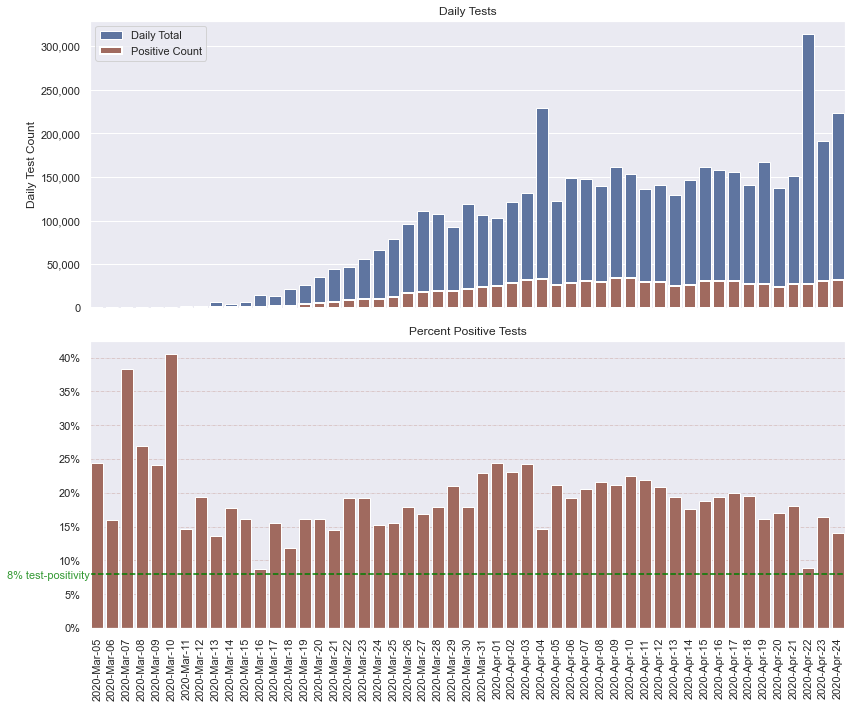 Daily Tests
Daily Total
Positive Count
300,000
250,000
200,000
150,000
100,000
50,000
0
Daily Test Count
Percent Positive Tests
40%
35%
30%
25%
20%
15%
10%
8% test-positivity
5%
0%
2020-Mar-05
2020-Mar-06
2020-Mar-07
2020-Mar-08
2020-Mar-09
2020-Mar-10
2020-Mar-11
2020-Mar-12
2020-Mar-13
2020-Mar-14
2020-Mar-15
2020-Mar-16
2020-Mar-17
2020-Mar-18
2020-Mar-19
2020-Mar-20
2020-Mar-21
2020-Mar-22
2020-Mar-23
2020-Mar-24
2020-Mar-25
2020-Mar-26
2020-Mar-27
2020-Mar-28
2020-Mar-29
2020-Mar-30
2020-Mar-31
2020-Apr-01
2020-Apr-02
2020-Apr-03
2020-Apr-04
2020-Apr-05
2020-Apr-06
2020-Apr-07
2020-Apr-08
2020-Apr-09
2020-Apr-10
2020-Apr-11
2020-Apr-12
2020-Apr-13
2020-Apr-14
2020-Apr-15
2020-Apr-16
2020-Apr-17
2020-Apr-18
2020-Apr-19
2020-Apr-20
2020-Apr-21
2020-Apr-22
2020-Apr-23
2020-Apr-24